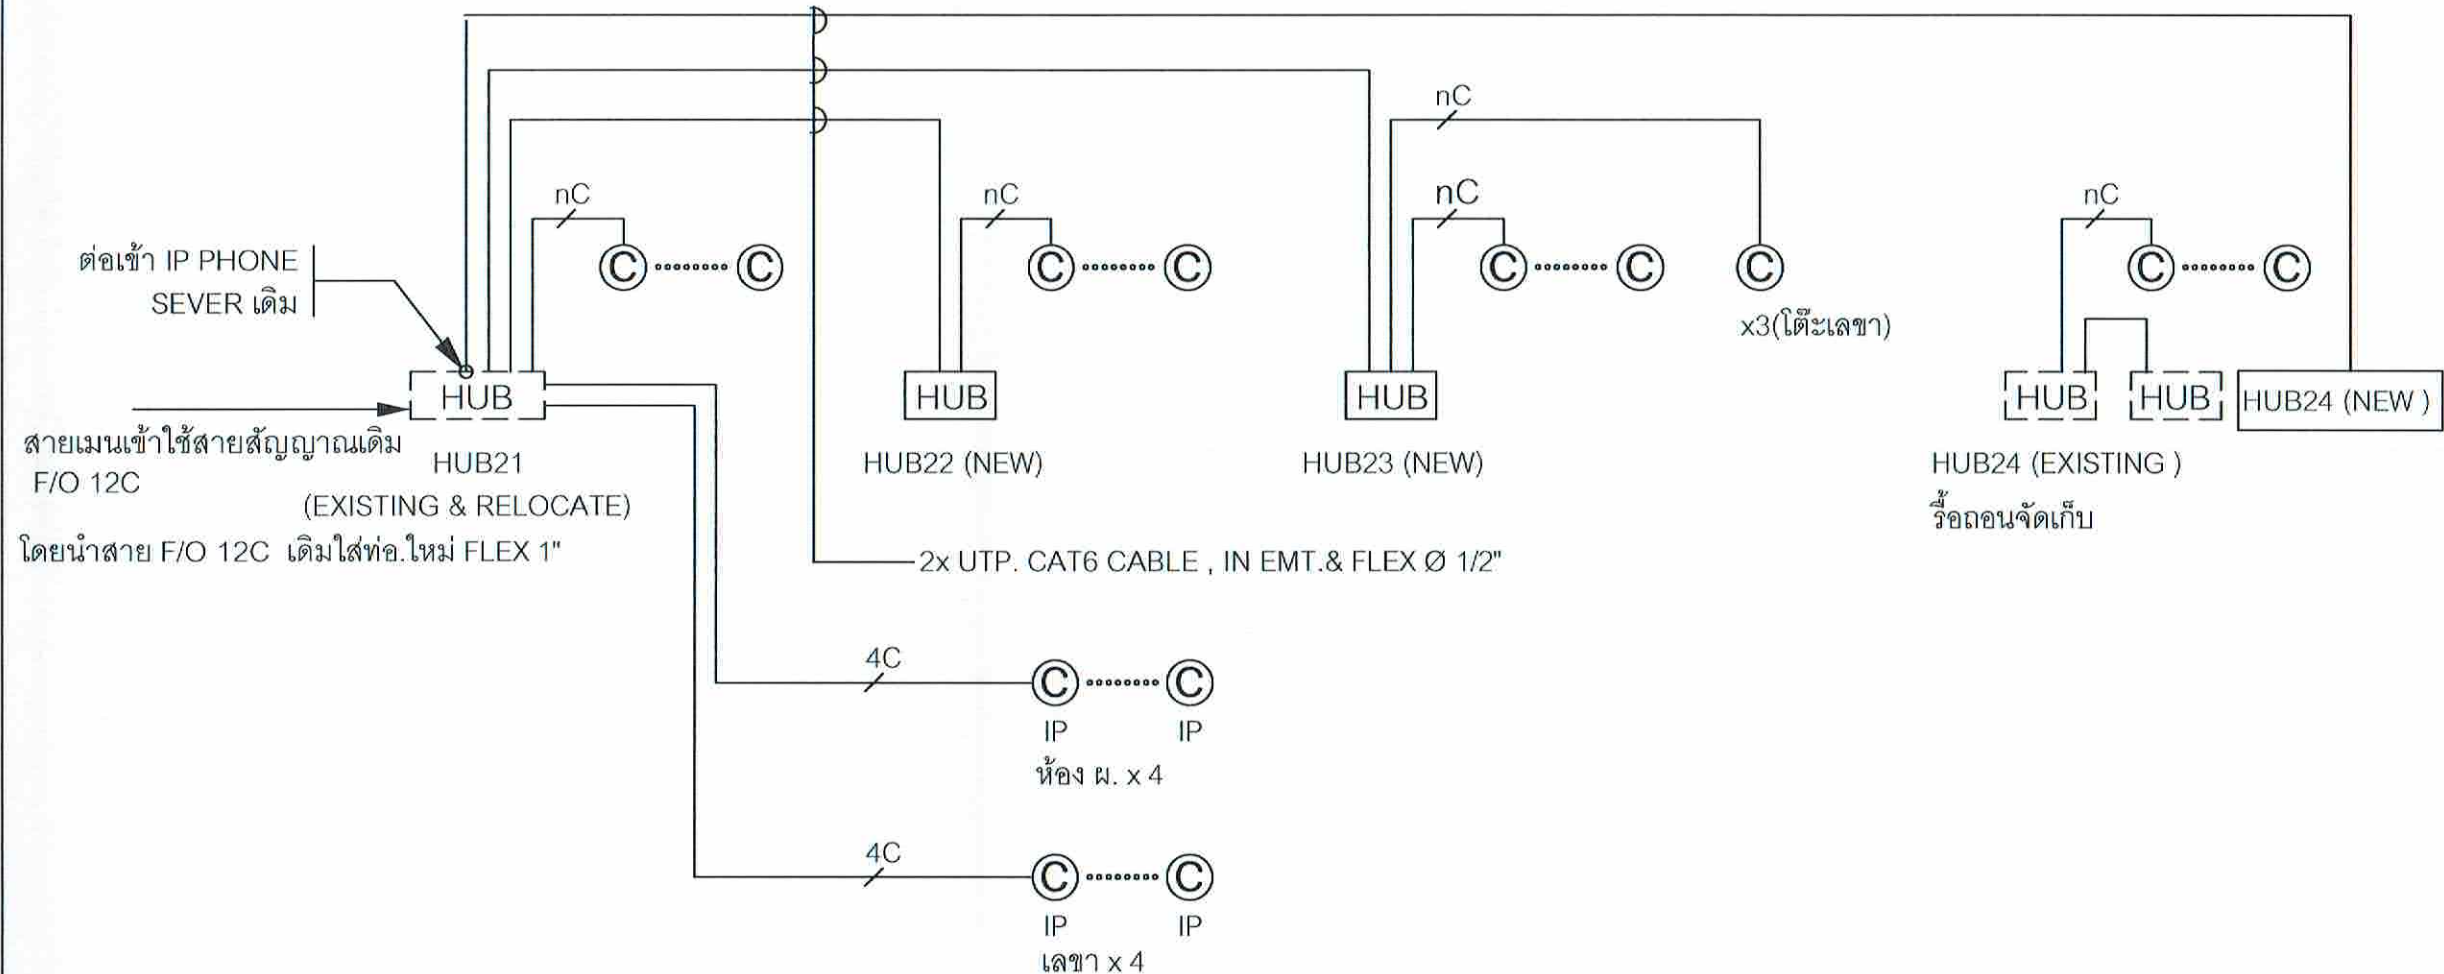 nC
nC
nC
nC
nC
ต่อเข้า IP PHONE
SEVER เดิม
C
C
C
C
C
C
C
C
C
x3(โต๊ะเลขา)
HUB
HUB
HUB
HUB
HUB
HUB24 (NEW )
สายเมนเข้าใช้สายสัญญาณเดิม
F/O 12C
HUB21
(EXISTING & RELOCATE)
HUB22 (NEW)
HUB23 (NEW)
HUB24 (EXISTING )
รื้อถอนจัดเก็บ
โดยนำสาย F/O 12C เดิมใส่ท่อ.ใหม่ FLEX 1"
2x UTP. CAT6 CABLE , IN EMT.& FLEX Ø 1/2"
4C
C
C
IP
IP
ห้อง ผ. x 4
4C
C
C
IP
IP
เลขา x 4